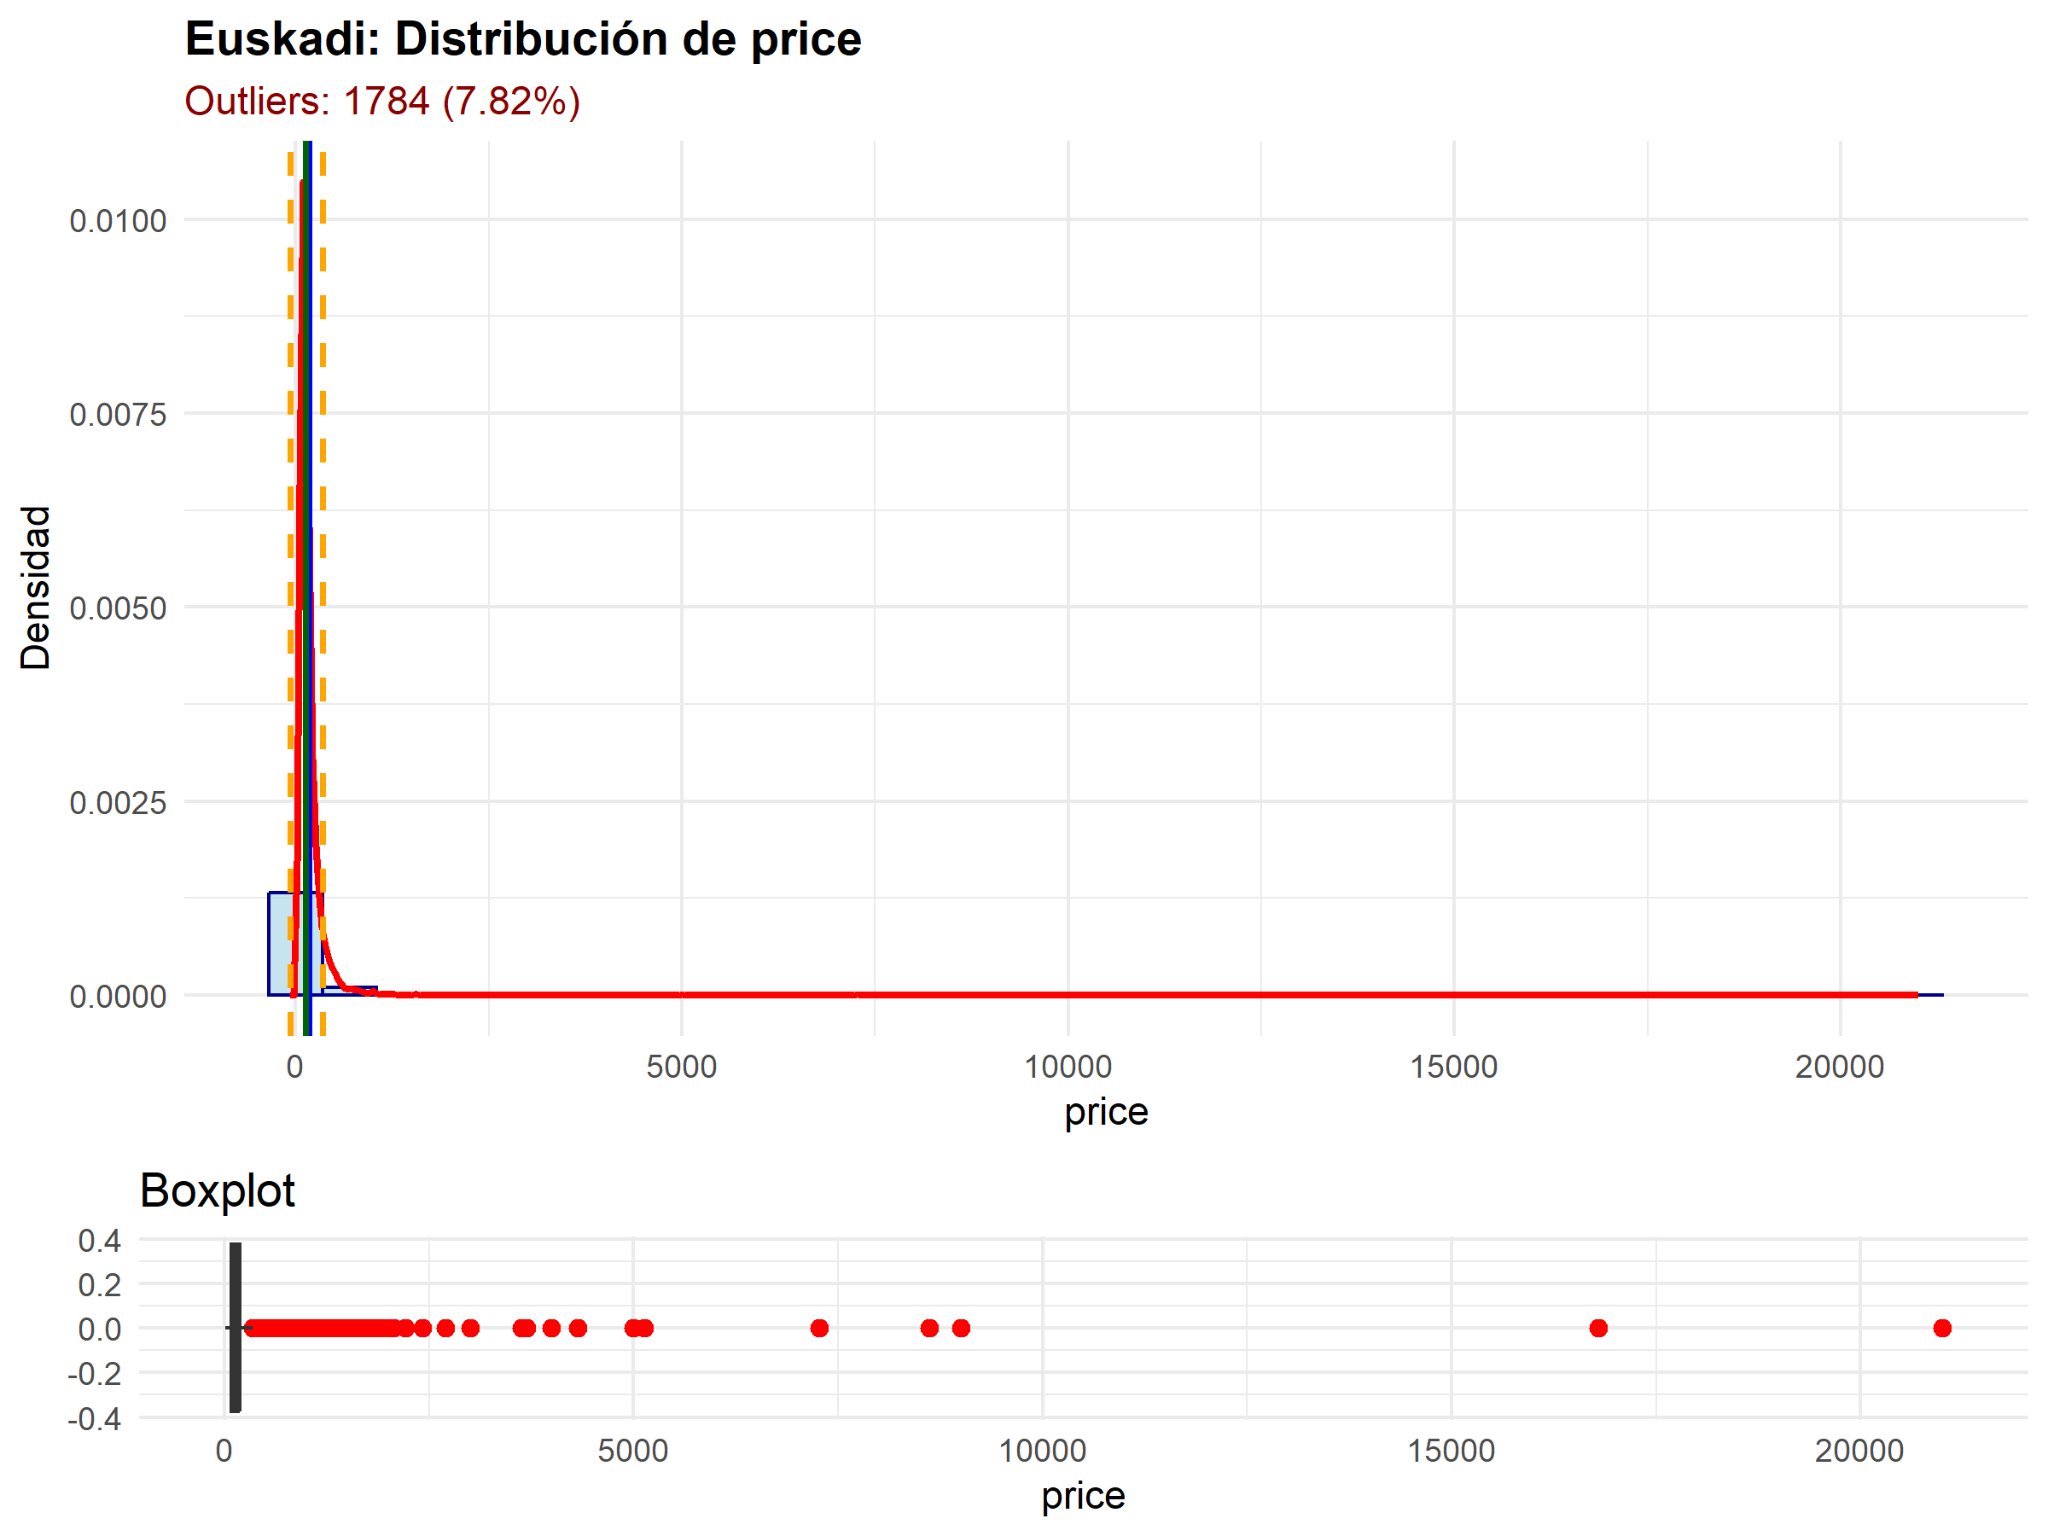 Euskadi: Distribución de price
Outliers: 1784 (7.82%)
Densidad
0.0100
0.0075
0.0050
0.0025
0.0000
0 5000 10000 15000 20000
price
Boxplot
0.4
0.2
0.0
-0.2
-0.4
0 5000 10000 15000 20000
price